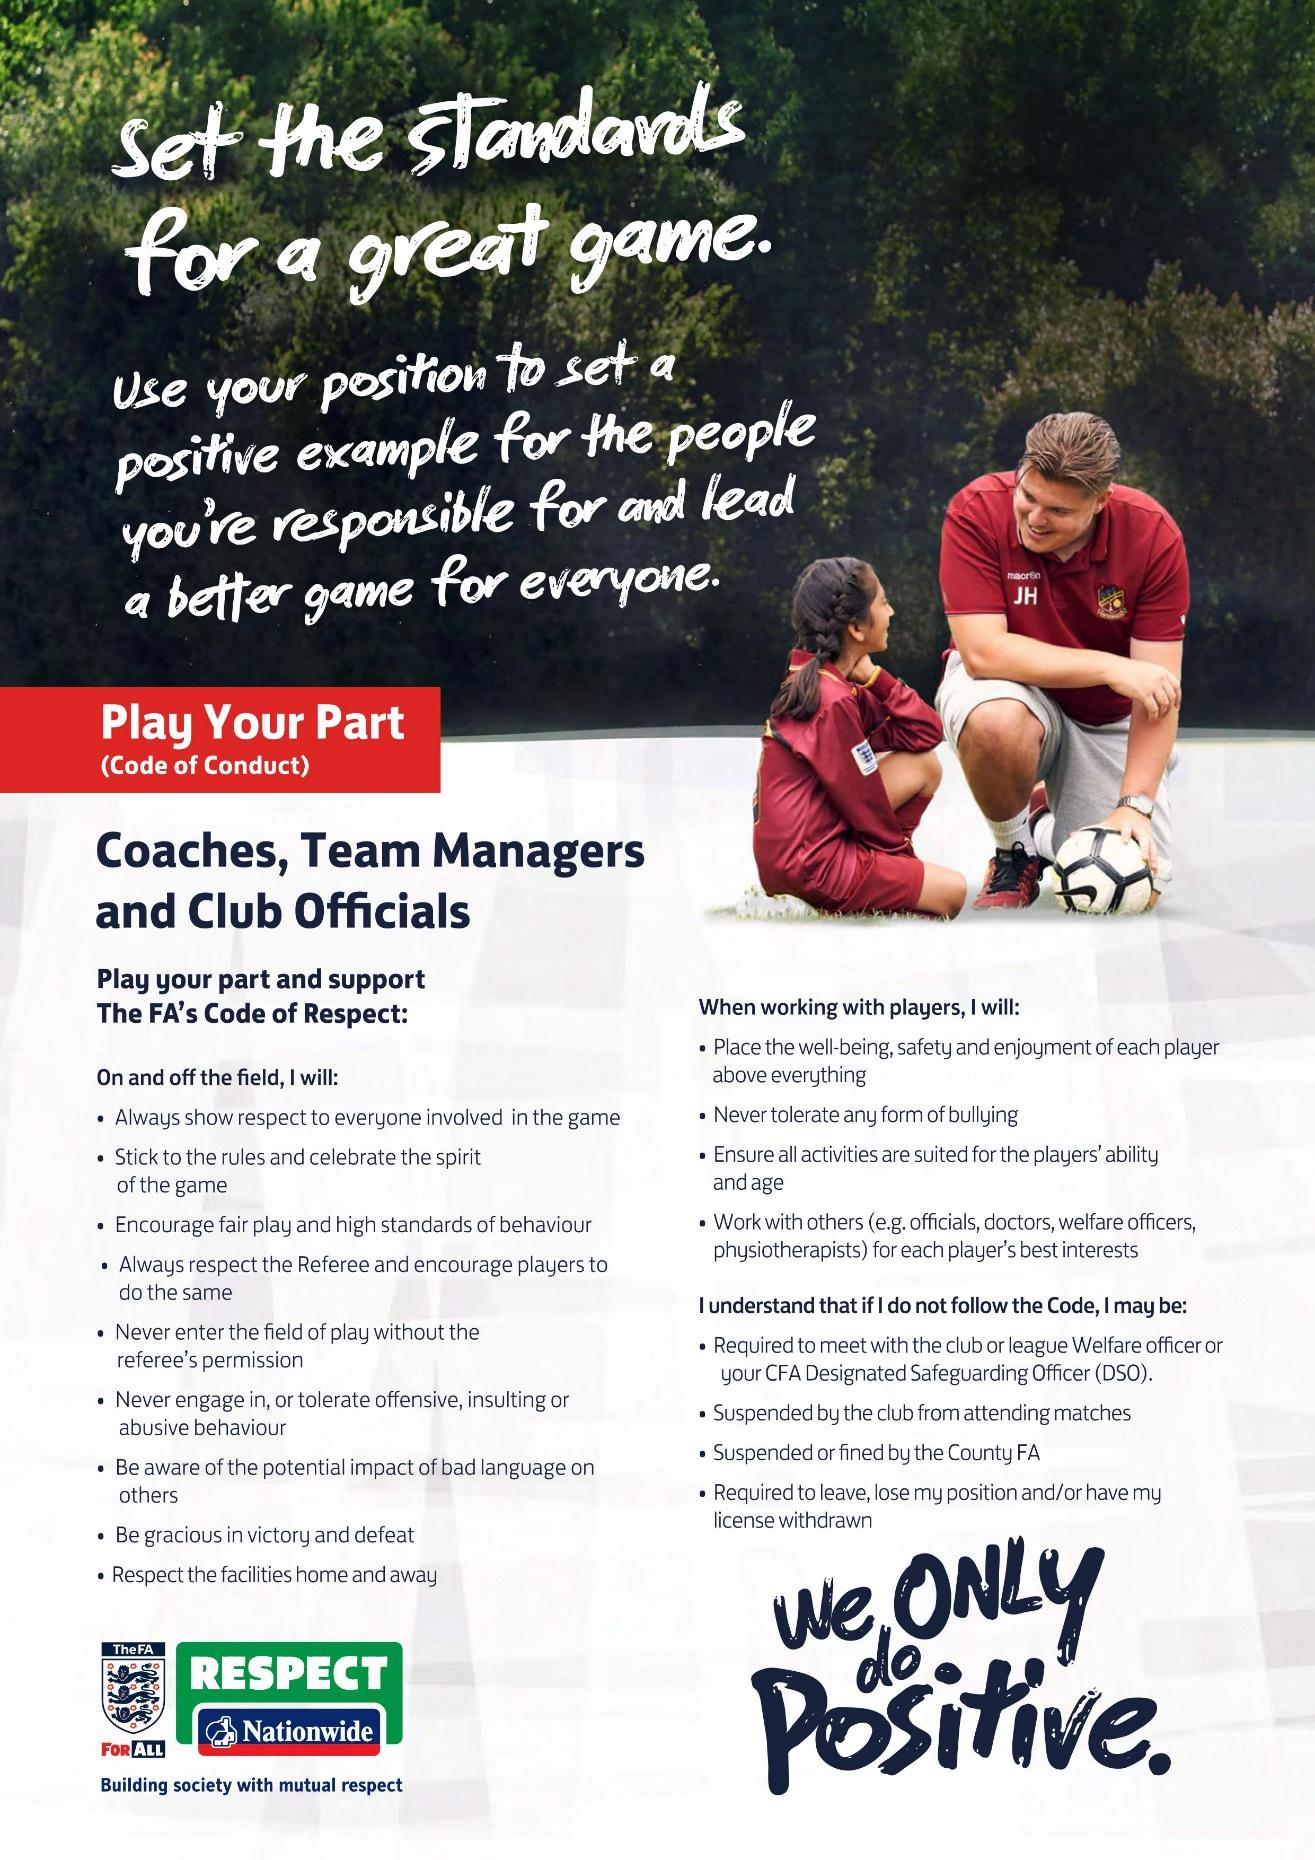 Set the standards
for a great game.
Use your position to set a
positive example for the people
you're responsible for and lead
a better game for everyone.
macron
JH
Play Your Part
(Code of Conduct)
Coaches, Team Managers
and Club Officials
Play your part and support
The FA's Code of Respect:
On and off the field, I will:
• Always show respect to everyone involved in the game
• Stick to the rules and celebrate the spirit
of the game
• Encourage fair play and high standards of behaviour
• Always respect the Referee and encourage players to
do the same
• Never enter the field of play without the
referee's permission
• Never engage in, or tolerate offensive, insulting or
abusive behaviour
• Be aware of the potential impact of bad language on
others
• Be gracious in victory and defeat
• Respect the facilities home and away
When working with players, I will:
• Place the well-being, safety and enjoyment of each player
above everything
• Never tolerate any form of bullying
• Ensure all activities are suited for the players' ability
and age
• Work with others (e.g. officials, doctors, welfare officers,
physiotherapists) for each player's best interests
I understand that if I do not follow the Code, I may be:
• Required to meet with the club or league Welfare officer or
your CFA Designated Safeguarding Officer (DSO).
• Suspended by the club from attending matches
• Suspended or fined by the County FA
• Required to leave, lose my position and/or have my
license withdrawn
The FA
FOR ALL
RESPECT
Nationwide
Building society with mutual respect
We ONLY
do
Positive.